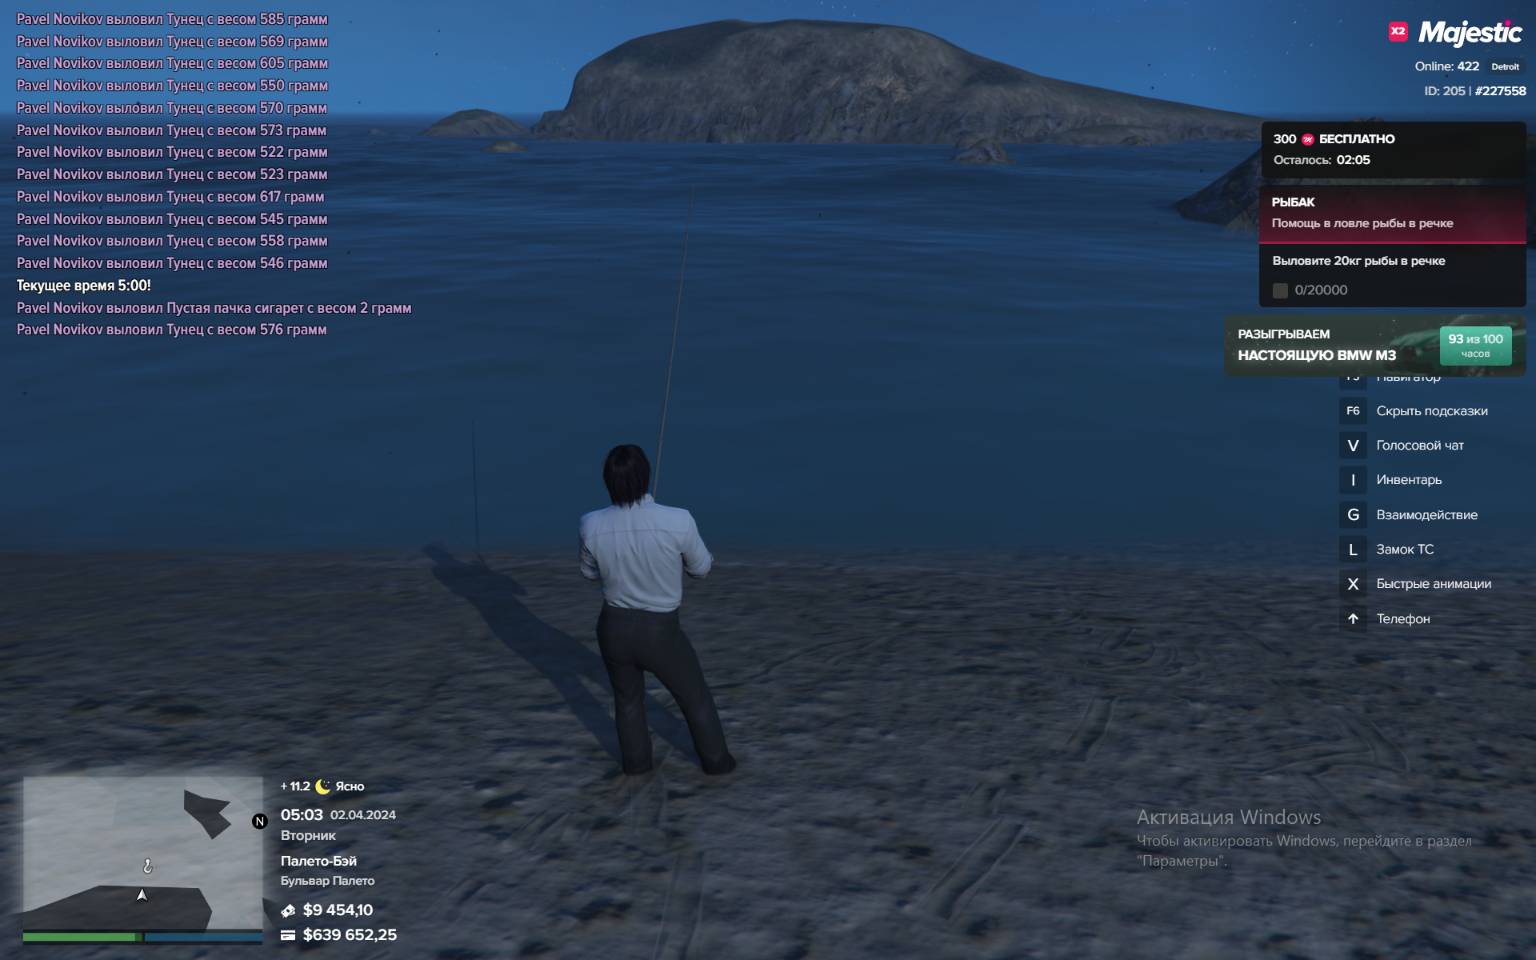 Pavel Novikov выловил Тунец с весом 585 грамм
Pavel Novikov выловил Тунец с весом 569 грамм
Pavel Novikov выловил Тунец с весом 605 грамм
Pavel Novikov выловил Тунец с весом 550 грамм
Pavel Novikov выловил Тунец с весом 570 грамм
Pavel Novikov выловил Тунец с весом 573 грамм
Pavel Novikov выловил Тунец с весом 522 грамм
Pavel Novikov выловил Тунец с весом 523 грамм
Pavel Novikov выловил Тунец с весом 617 грамм
Pavel Novikov выловил Тунец с весом 545 грамм
Pavel Novikov выловил Тунец с весом 558 грамм
Pavel Novikov выловил Тунец с весом 546 грамм
Текущее время 5:00!
Pavel Novikov выловил Пустая пачка сигарет с весом 2 грамм
Pavel Novikov выловил Тунец с весом 576 грамм
X2 Majestic
Online: 422 Detroit
ID: 205 | #227558
300 БЕСПЛАТНО
Осталось: 02:05
РЫБАК
Помощь в ловле рыбы в речке
Выловите 20кг рыбы в речке
0/20000
РАЗЫГРЫВАЕМ
НАСТОЯЩУЮ BMW M3
93 из 100
часов
F5 Навигатор
F6 Скрыть подсказки
V Голосовой чат
I Инвентарь
G Взаимодействие
L Замок ТС
X Быстрые анимации
↑ Телефон
N
+ 11.2 Ясно
05:03 02.04.2024
Вторник
Палето-Бэй
Бульвар Палето
$9 454,10
$639 652,25
Активация Windows
Чтобы активировать Windows, перейдите в раздел
"Параметры".